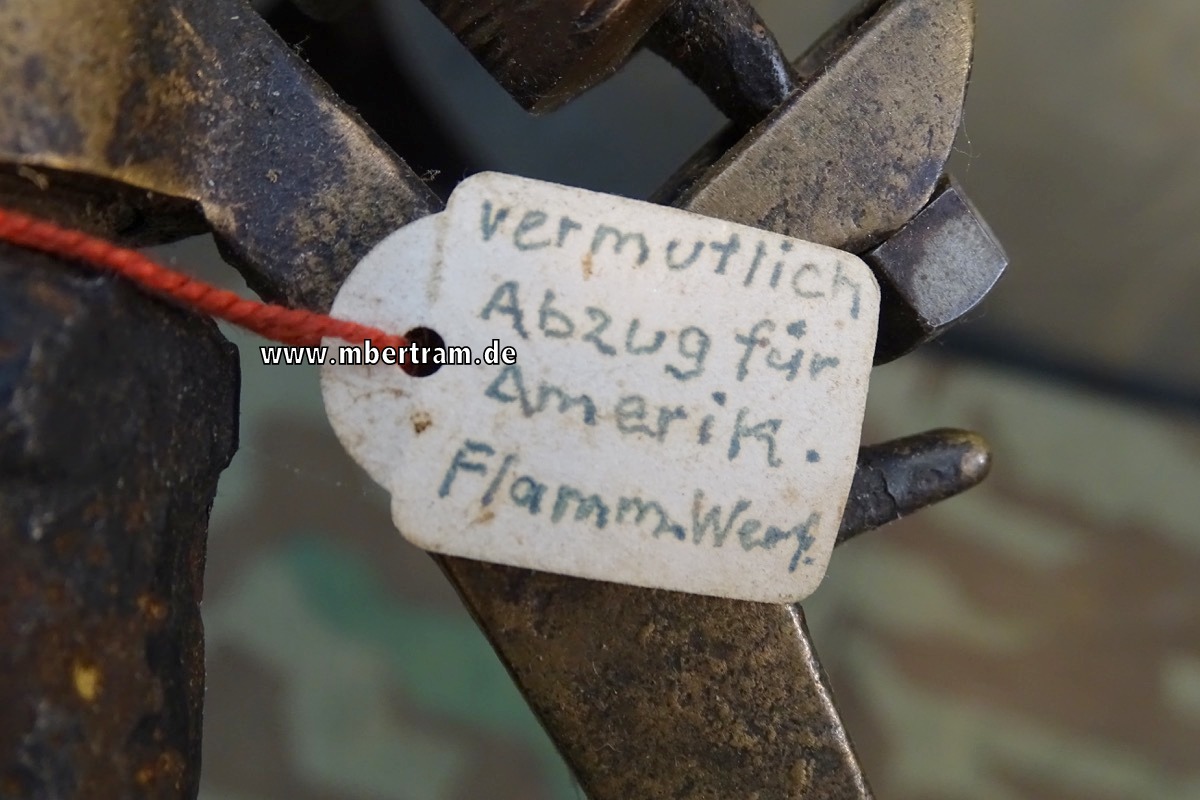 vermutlich
Abzug für
www.mbertram.de
Amerik.
Flamm.Werf.